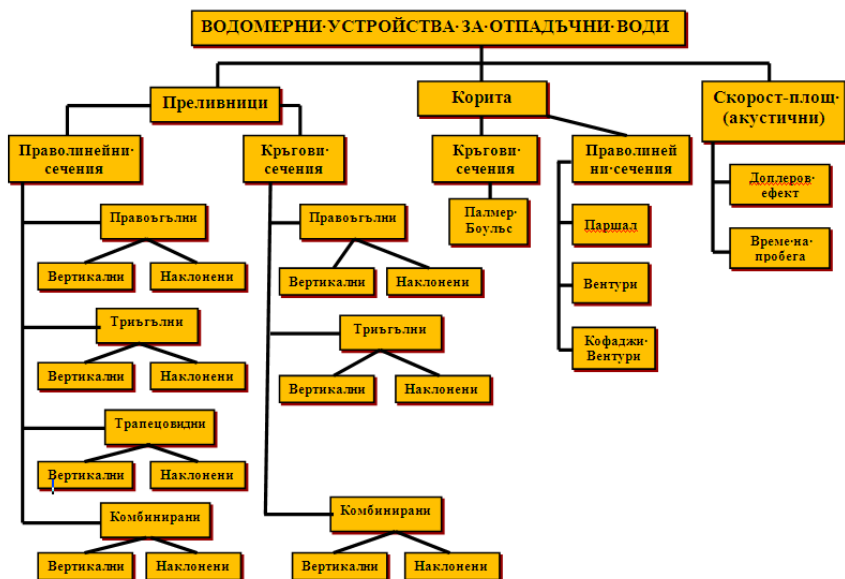 ВОДОМЕРНИ·УСТРОЙСТВА·ЗА·ОТПАДЪЧНИ·ВОДИ
Преливници
Корита
Скорост-площ·
(акустични)
Праволинейни·
сечения
Кръгови·
сечения
Кръгови·
сечения
Праволиней
ни·сечения
Доплеров·
ефект
Време·на·
пробега
Палмер·
Боулъс
Паршал
Вентури
Кофаджи·
Вентури
Правоъгълни
Вертикални
Наклонени
Триъгълни
Вертикални
Наклонени
Трапецовидни
Вертикални
Наклонени
Комбинирани
Вертикални
Наклонени
Правоъгълни
Вертикални
Наклонени
Триъгълни
Вертикални
Наклонени
Комбинирани
Вертикални
Наклонени